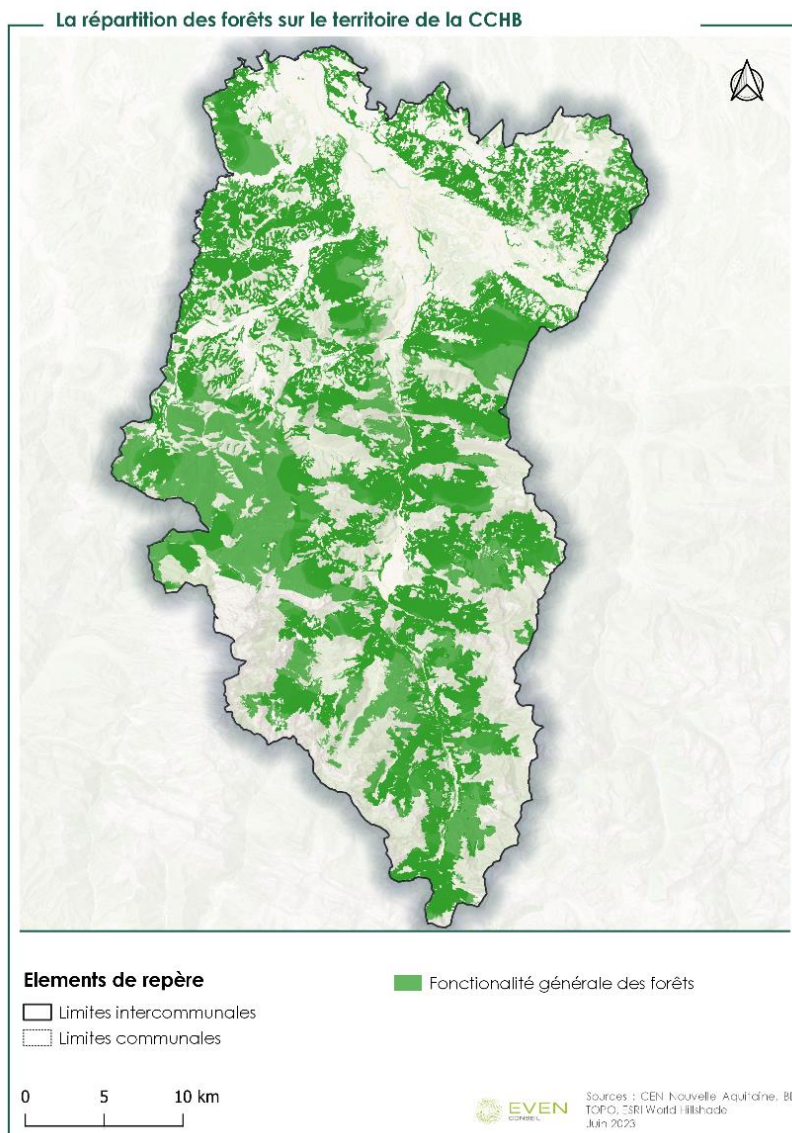 La répartition des forêts sur le territoire de la CCHB
Elements de repère
Limites intercommunales
Limites communales
Fonctionalité générale des forêts
0 5 10 km
EVEN
CONSEIL
Sources : CEN Nouvelle Aquitaine, BD
TOPO, ESRI World Hillshade
Juin 2023